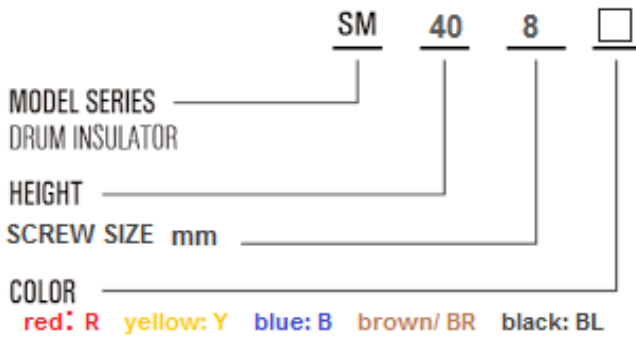 SM 40 8 □
MODEL SERIES
DRUM INSULATOR
HEIGHT
SCREW SIZE mm
COLOR
red: R yellow: Y blue: B brown/ BR black: BL